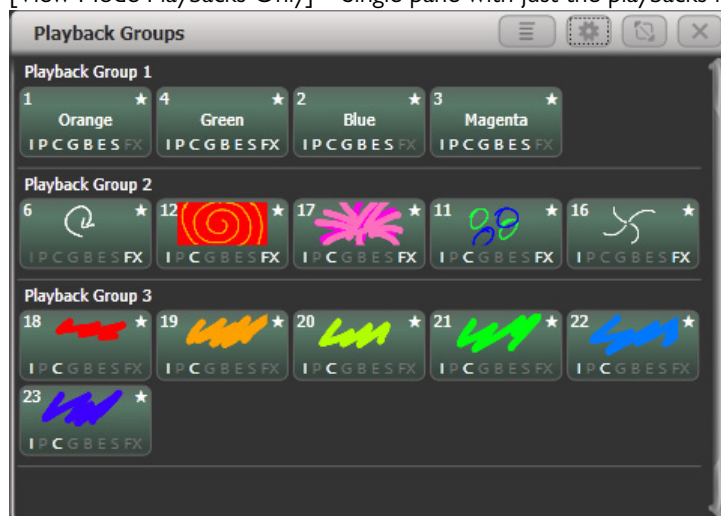 Playback Groups
Playback Group 1
1 4 2 3
Orange Green Blue Magenta
IPCGBESFX IPCGBESFX IPCGBESFX IPCGBESFX
Playback Group 2
6 12 17 11 16
IPCGBESFX IPCGBESFX IPCGBESFX IPCGBESFX IPCGBESFX
Playback Group 3
18 19 20 21 22
IPCGBESFX IPCGBESFX IPCGBESFX IPCGBESFX IPCGBESFX
23
IPCGBESFX